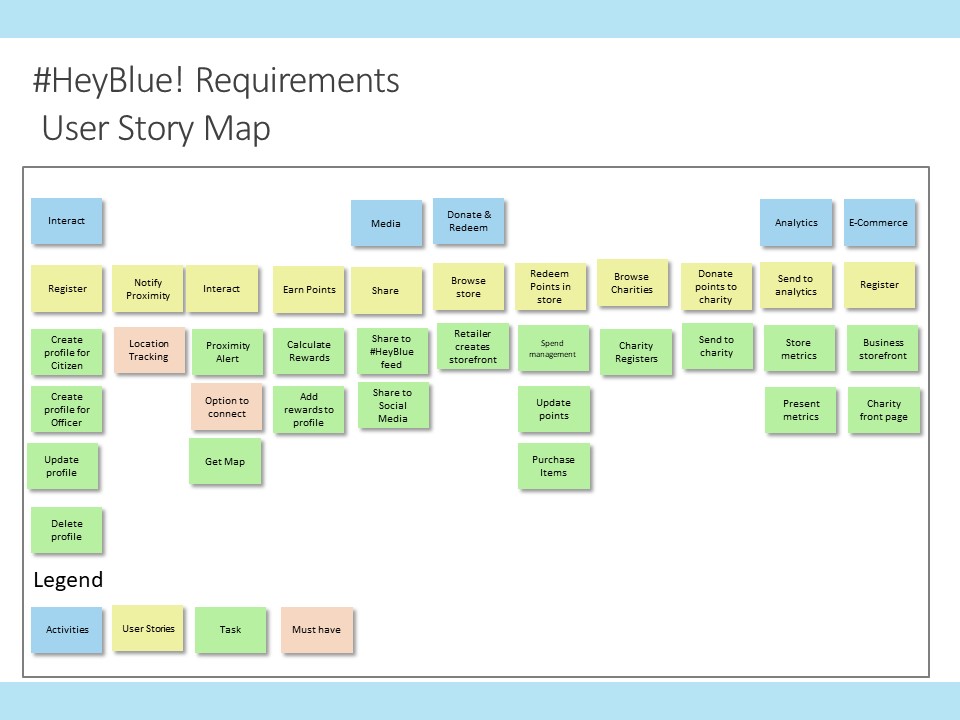 #HeyBlue! Requirements
User Story Map
Interact
Media
Donate &
Redeem
Analytics
E-Commerce
Register
Notify
Proximity
Interact
Earn Points
Share
Browse
store
Redeem
Points in
store
Browse
Charities
Donate
points to
charity
Send to
analytics
Register
Create
profile for
Citizen
Location
Tracking
Proximity
Alert
Calculate
Rewards
Share to
#HeyBlue
feed
Retailer
creates
storefront
Spend
management
Charity
Registers
Send to
charity
Store
metrics
Business
storefront
Create
profile for
Officer
Option to
connect
Add
rewards to
profile
Share to
Social
Media
Update
points
Present
metrics
Charity
front page
Update
profile
Get Map
Purchase
Items
Delete
profile
Legend
Activities
User Stories
Task
Must have